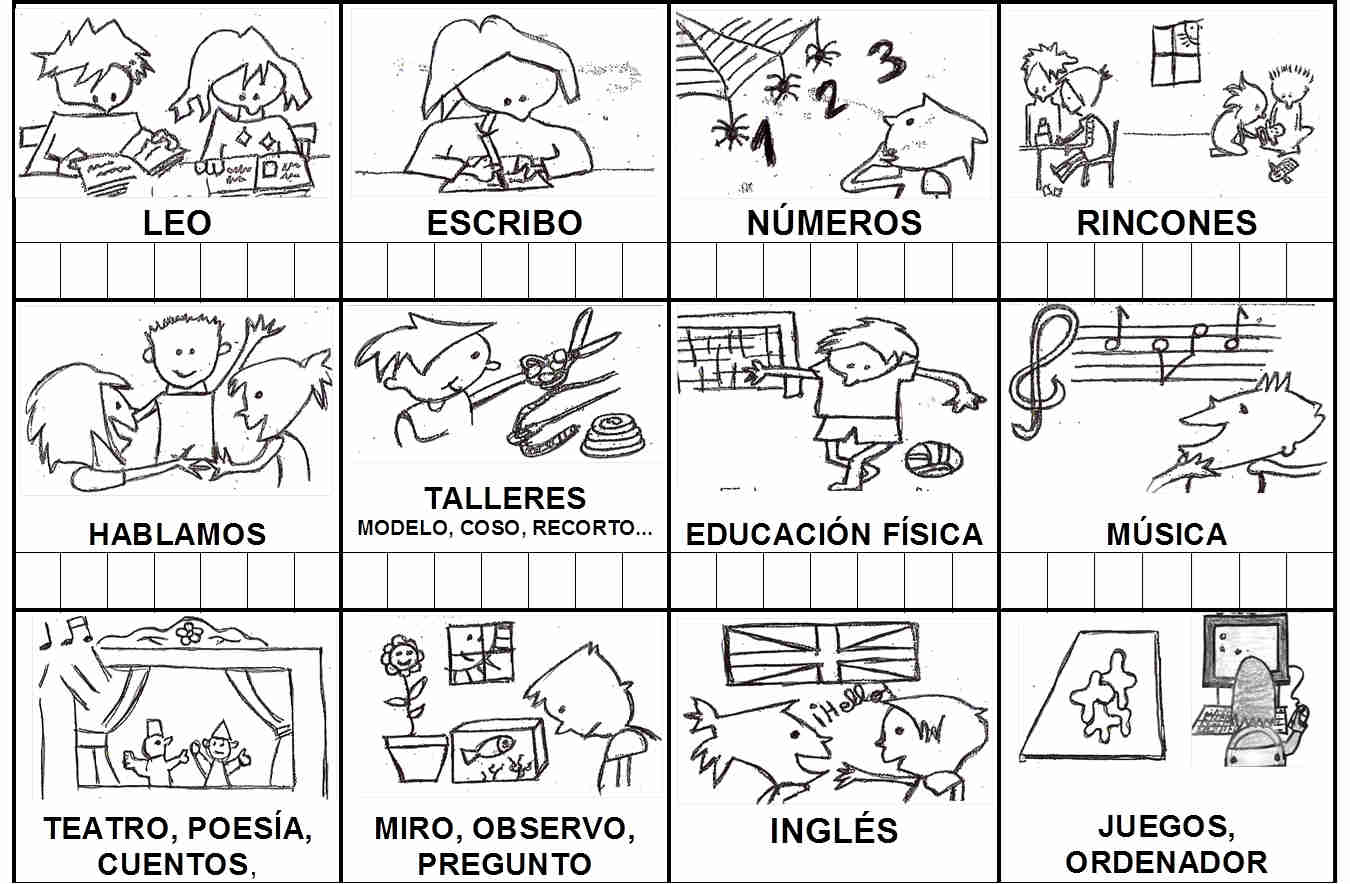 1 2 3
LEO
ESCRIBO
NÚMEROS
RINCONES
HABLAMOS
TALLERES
MODELO, COSO, RECORTO...
EDUCACIÓN FÍSICA
MÚSICA
¡Hello
TEATRO, POESÍA,
CUENTOS,
MIRO, OBSERVO,
PREGUNTO
INGLÉS
JUEGOS,
ORDENADOR